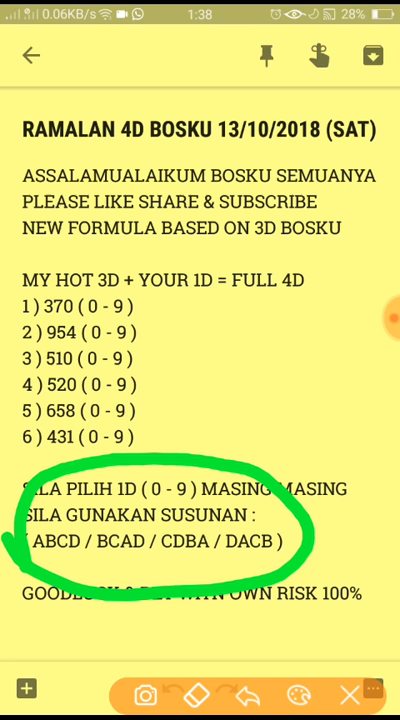 0.06KB/s 1:38 28%
RAMALAN 4D BOSKU 13/10/2018 (SAT)
ASSALAMUALAIKUM BOSKU SEMUANYA
PLEASE LIKE SHARE & SUBSCRIBE
NEW FORMULA BASED ON 3D BOSKU
MY HOT 3D + YOUR 1D = FULL 4D
1 ) 370 ( 0 - 9 )
2 ) 954 ( 0 - 9 )
3 ) 510 ( 0 - 9 )
4 ) 520 ( 0 - 9 )
5 ) 658 ( 0 - 9 )
6 ) 431 ( 0 - 9 )
SILA PILIH 1D ( 0 - 9 ) MASING MASING
SILA GUNAKAN SUSUNAN :
( ABCD / BCAD / CDBA / DACB )
OWN RISK 100%